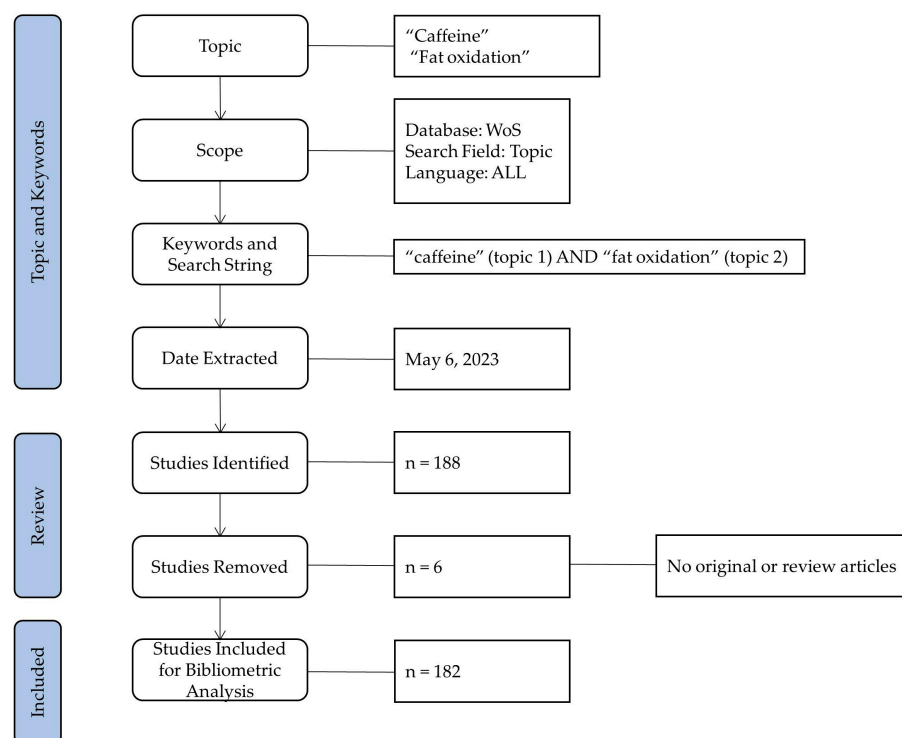 Topic and Keywords
Topic
“Caffeine”
“Fat oxidation”
Scope
Database: WoS
Search Field: Topic
Language: ALL
Keywords and
Search String
“caffeine” (topic 1) AND “fat oxidation” (topic 2)
Date Extracted
May 6, 2023
Review
Studies Identified
n = 188
Studies Removed
n = 6
No original or review articles
Included
Studies Included
for Bibliometric
Analysis
n = 182